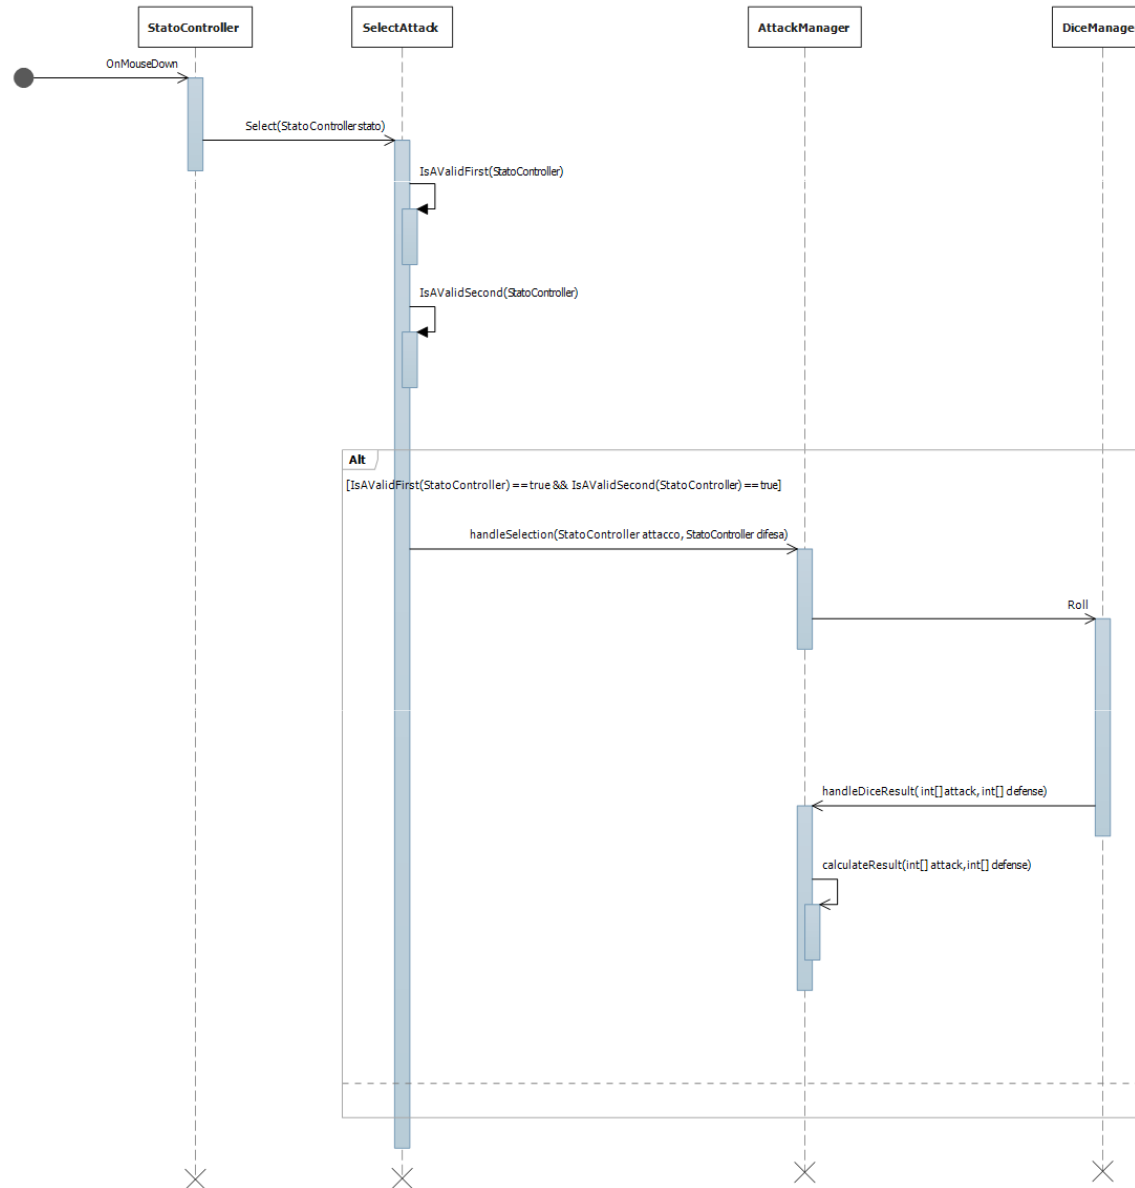 StatoController
SelectAttack
AttackManager
DiceManage
OnMouseDown
Select(StatoController stato)
IsAValidFirst(StatoController)
IsAValidSecond(StatoController)
Alt
[IsAValidFirst(StatoController) == true && IsAValidSecond(StatoController) == true]
handleSelection(StatoController attacco, StatoController difesa)
Roll
handleDiceResult( int[] attack, int[] defense)
calculateResult(int[] attack, int[] defense)